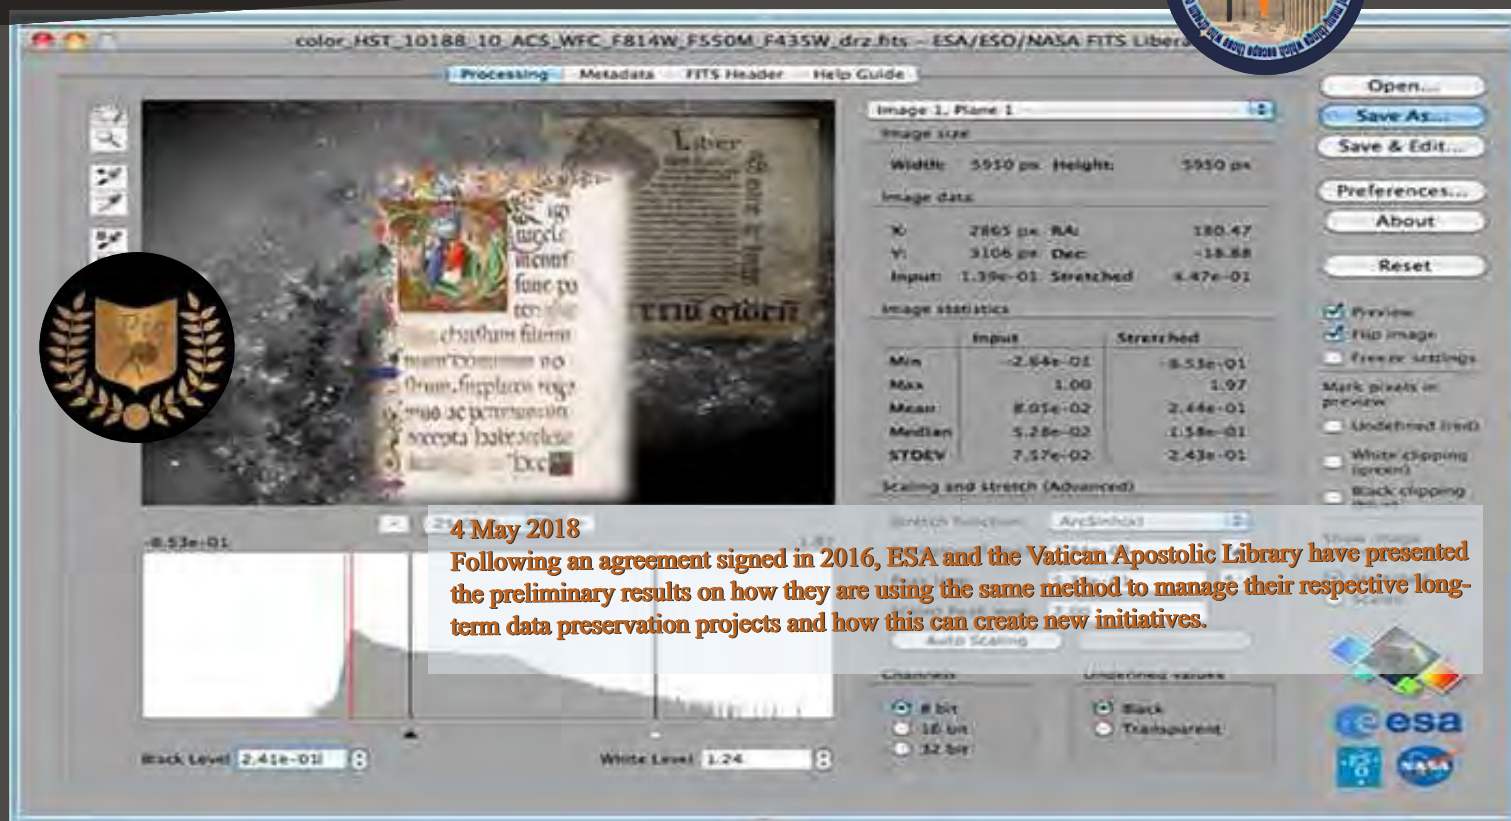 color_HST_10188_10_ACS_WFC_F814W_F550M_F435W_drz.fits - ESA/ESO/NASA FITS Libera
Processing Metadata FITS Header Help Guide
Open...
Save As...
Save & Edit...
Preferences...
About
Reset
Preview
Flip image
Freeze settings
Mark pixels in
preview
Undefined (red)
White clipping
(green)
Black clipping
Image 1, Plane 1
Image size
Width: 5950 px Height: 5950 px
Image data
X: 2865 px RA: 180.47
Y: 3106 px Dec: -18.88
Input: 1.39e-01 Stretched 4.47e-01
Image statistics
Input Stretched
Min -2.64e-01 -8.53e-01
Max 1.00 1.97
Mean 8.05e-02 2.44e-01
Median 5.28e-02 1.58e-01
STDEV 7.57e-02 2.43e-01
Scaling and stretch (Advanced)
Stretch function: ArcSinh(x)
Liber
-8.53e-01
4 May 2018
Following an agreement signed in 2016, ESA and the Vatican Apostolic Library have presented
the preliminary results on how they are using the same method to manage their respective long-
term data preservation projects and how this can create new initiatives.
Auto Scaling
Channels
8 bit
16 bit
32 bit
Undefined values
Black
Transparent
Black Level 2.41e-01
White Level 1.24
esa
NASA